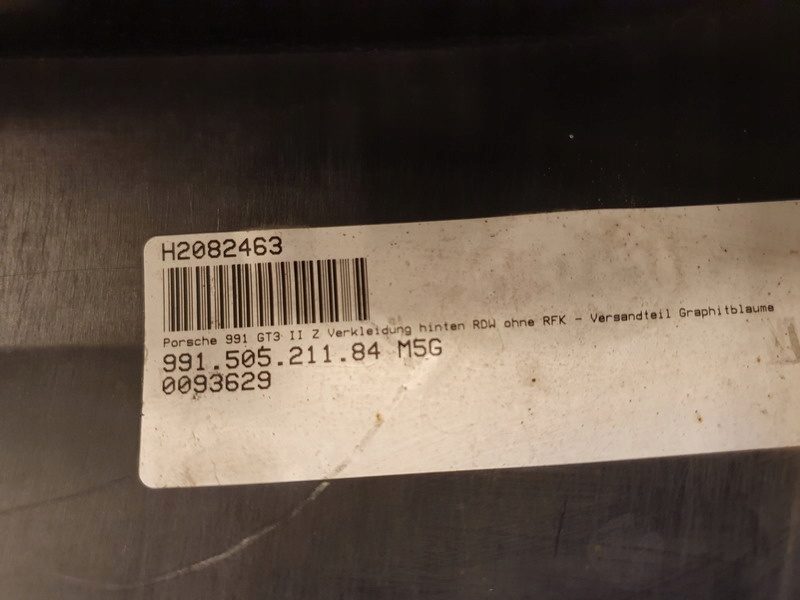 H2082463
Porsche 991 GT3 II Z Verkleidung hinten RDW ohne RFK - Versandteil Graphitblaume
991.505.211.84 M5G
0093629